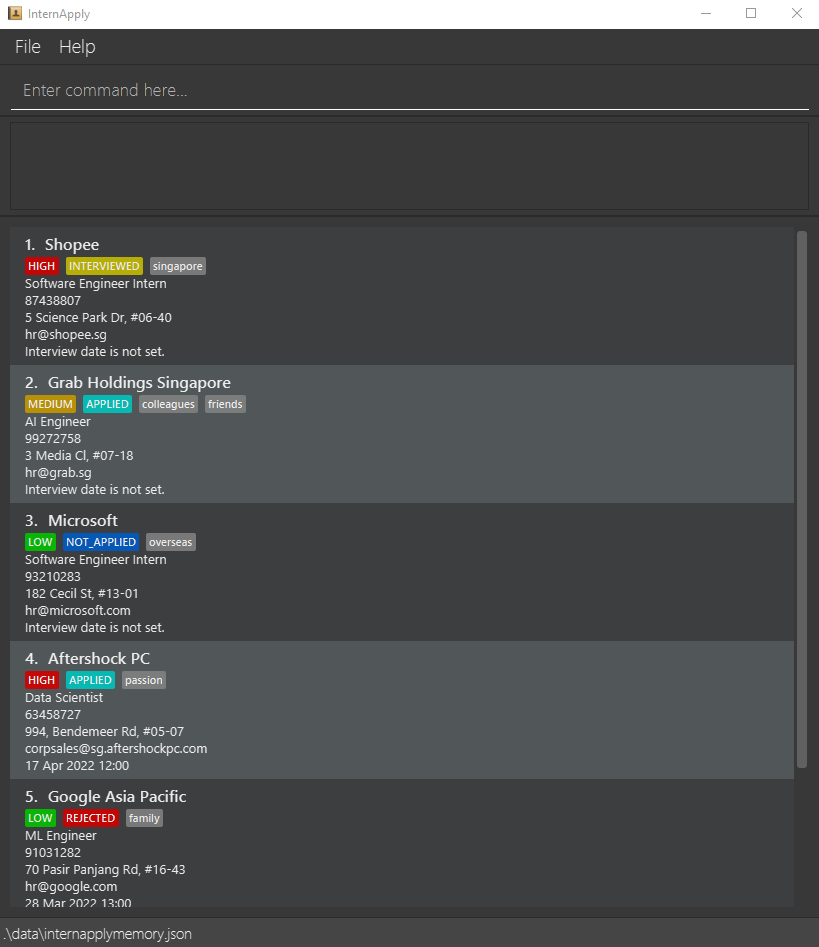 InternApply
File Help
Enter command here...
1. Shopee
HIGH INTERVIEWED singapore
Software Engineer Intern
87438807
5 Science Park Dr, #06-40
hr@shopee.sg
Interview date is not set.
2. Grab Holdings Singapore
MEDIUM APPLIED colleagues friends
AI Engineer
99272758
3 Media Cl, #07-18
hr@grab.sg
Interview date is not set.
3. Microsoft
LOW NOT_APPLIED overseas
Software Engineer Intern
93210283
182 Cecil St, #13-01
hr@microsoft.com
Interview date is not set.
4. Aftershock PC
HIGH APPLIED passion
Data Scientist
63458727
994, Bendemeer Rd, #05-07
corpsales@sg.aftershockpc.com
17 Apr 2022 12:00
5. Google Asia Pacific
LOW REJECTED family
ML Engineer
91031282
70 Pasir Panjang Rd, #16-43
hr@google.com
28 Mar 2022 13:00
.\data\internapplymemory.json